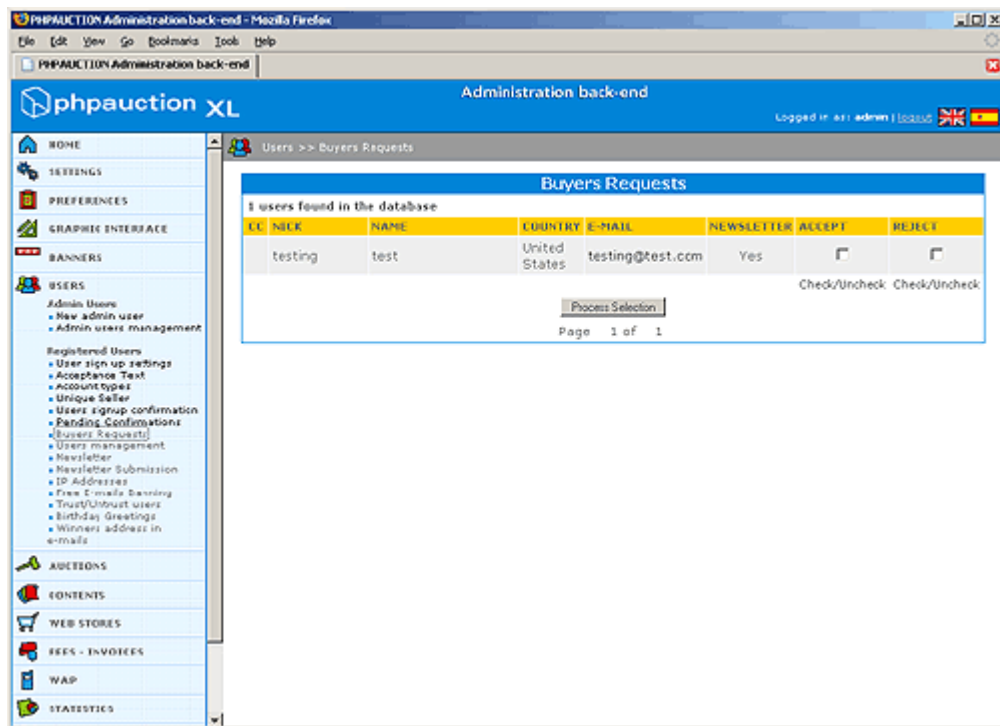 PHPAUCTION Administration back-end - Mozilla Firefox
File Edit View Go Bookmarks Tools Help
PHPAUCTION Administration back-end
phpauction XL
Administration back-end
Logged in as: admin | logout
HOME
SETTINGS
PREFERENCES
GRAPHIC INTERFACE
BANNERS
USERS
Admin Users
New admin user
Admin users management
Registered Users
User sign up settings
Acceptance Text
Account types
Unique Seller
Users signup confirmation
Pending Confirmations
Buyers Requests
Users management
Newsletter
Newsletter Submission
IP Addresses
Free E-mails Banning
Trust/Untrust users
Birthday Greetings
Winners address in
e-mails
AUCTIONS
CONTENTS
WEB STORES
FEES - INVOICES
WAP
STATISTICS
Users >> Buyers Requests
Buyers Requests
1 users found in the database
CC NICK NAME COUNTRY E-MAIL NEWSLETTER ACCEPT REJECT
testing test United States testing@test.com Yes
Check/Uncheck Check/Uncheck
Process Selection
Page 1 of 1